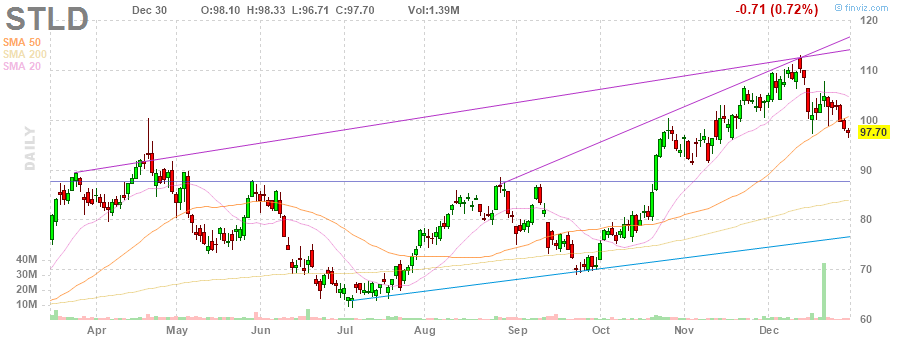 STLD Dec 30 O:98.10 H:98.33 L:96.71 C:97.70 Vol:1.39M -0.71 (0.72%) © finviz.com
SMA 50
SMA 200
SMA 20
DAILY
120
110
100
97.70
90
80
70
60
40M
30M
20M
10M
Apr May Jun Jul Aug Sep Oct Nov Dec